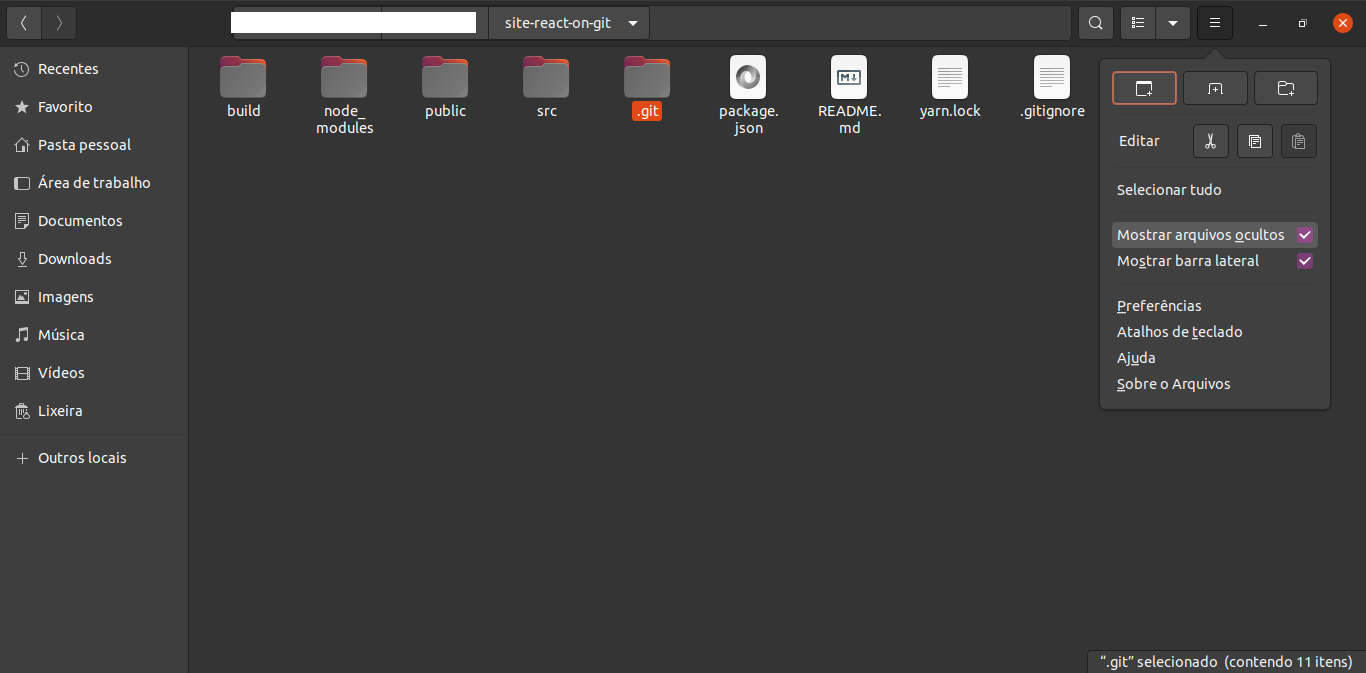 site-react-on-git
Recentes
Favorito
Pasta pessoal
Área de trabalho
Documentos
Downloads
Imagens
Música
Vídeos
Lixeira
Outros locais
build
node_
modules
public
src
.git
package.
json
README.
md
yarn.lock
.gitignore
Editar
Selecionar tudo
Mostrar arquivos ocultos
Mostrar barra lateral
Preferências
Atalhos de teclado
Ajuda
Sobre o Arquivos
“.git” selecionado (contendo 11 itens)